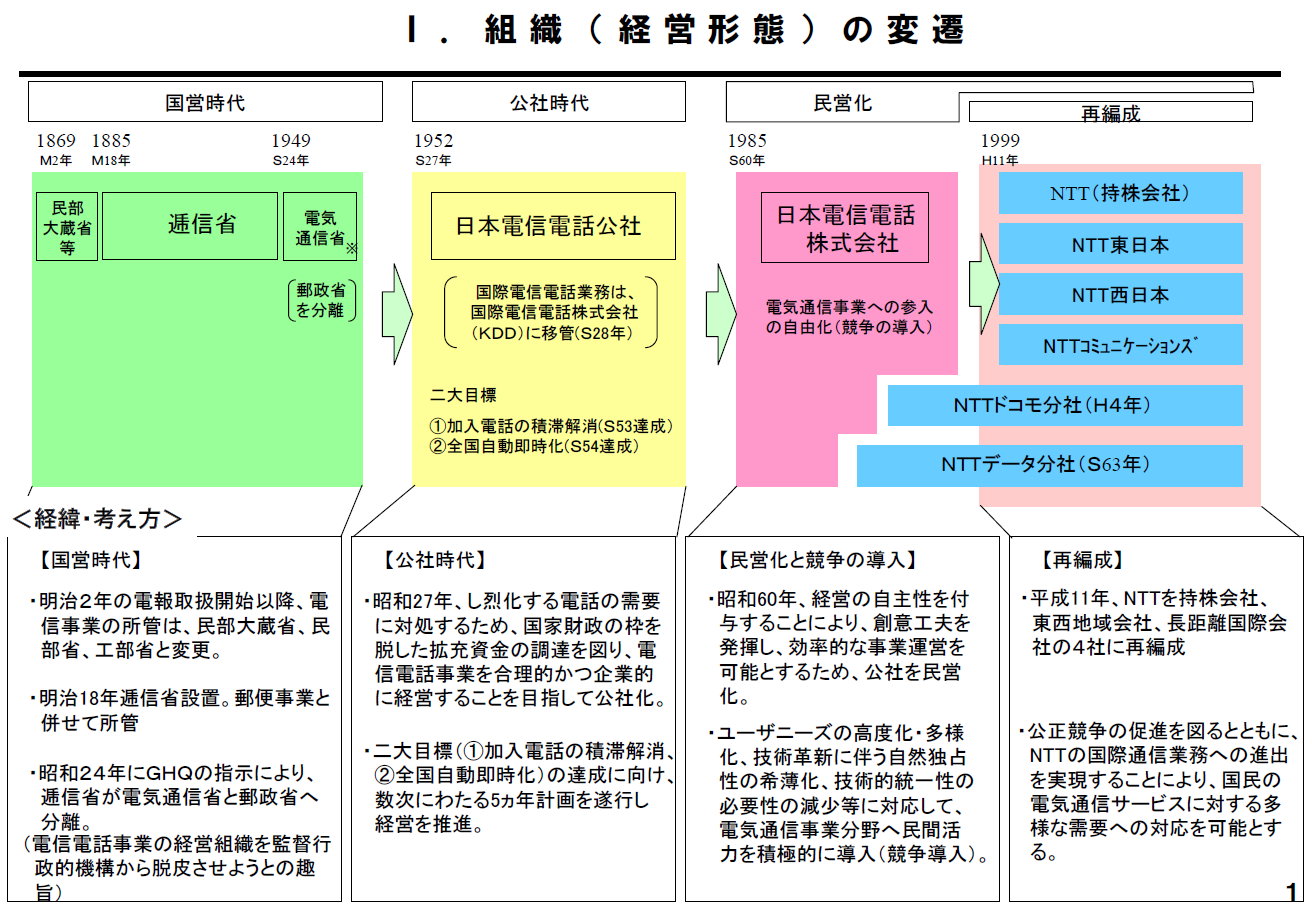 Ⅰ．組織（経営形態）の変遷
国営時代
公社時代
民営化
再編成
1869
M2年
1885
M18年
1949
S24年
1952
S27年
1985
S60年
1999
H11年
民部
大蔵省
等
逓信省
電気
通信省※
郵政省
を分離
日本電信電話公社
国際電信電話業務は、
国際電信電話株式会社
（KDD）に移管（S28年）
二大目標
①加入電話の積滞解消（S53達成）
②全国自動即時化（S54達成）
日本電信電話
株式会社
電気通信事業への参入
の自由化（競争の導入）
NTT（持株会社）
NTT東日本
NTT西日本
NTTｺﾐｭﾆケーションｽﾞ
NTTドコモ分社（H４年）
NTTデータ分社（S63年）
＜経緯・考え方＞
【国営時代】
・明治２年の電報取扱開始以降、電
信事業の所管は、民部大蔵省、民
部省、工部省と変更。
・明治18年逓信省設置。郵便事業と
併せて所管
・昭和２４年にGHQの指示により、
逓信省が電気通信省と郵政省へ
分離。
（電信電話事業の経営組織を監督行
政的機構から脱皮させようとの趣
旨）
【公社時代】
・昭和27年、し烈化する電話の需要
に対処するため、国家財政の枠を
脱した拡充資金の調達を図り、電
信電話事業を合理的かつ企業的
に経営することを目指して公社化。
・二大目標（①加入電話の積滞解消、
②全国自動即時化）の達成に向け、
数次にわたる5ヵ年計画を遂行し
経営を推進。
【民営化と競争の導入】
・昭和60年、経営の自主性を付
与することにより、創意工夫を
発揮し、効率的な事業運営を
可能とするため、公社を民営
化。
・ユーザニーズの高度化・多様
化、技術革新に伴う自然独占
性の希薄化、技術的統一性の
必要性の減少等に対応して、
電気通信事業分野へ民間活
力を積極的に導入（競争導入）。
【再編成】
・平成11年、NTTを持株会社、
東西地域会社、長距離国際会
社の４社に再編成
・公正競争の促進を図るとともに、
NTTの国際通信業務への進出
を実現することにより、国民の
電気通信サービスに対する多
様な需要への対応を可能とす
る。
1